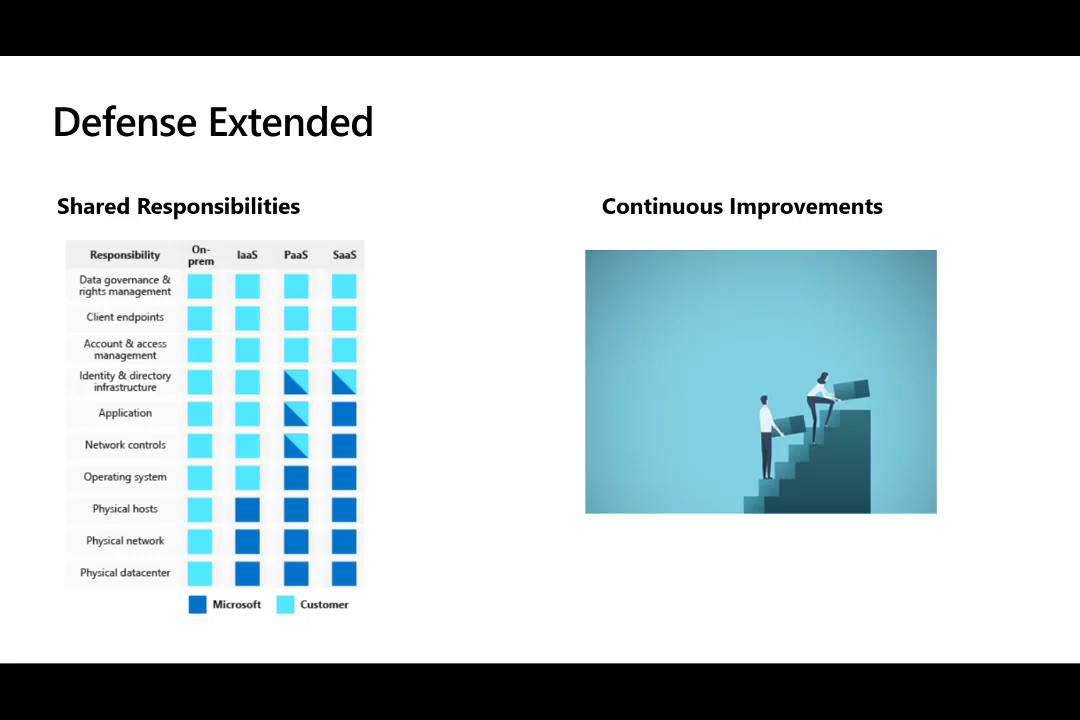 Defense Extended
Shared Responsibilities
Continuous Improvements
Responsibility On-prem IaaS PaaS SaaS
Data governance &
rights management
Client endpoints
Account & access
management
Identity & directory
infrastructure
Application
Network controls
Operating system
Physical hosts
Physical network
Physical datacenter
Microsoft Customer